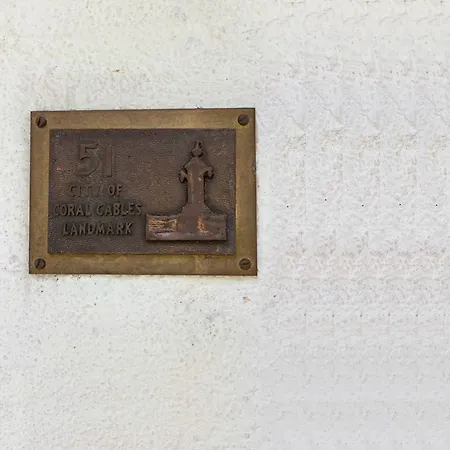 51
CITY OF
CORAL GABLES
LANDMARK